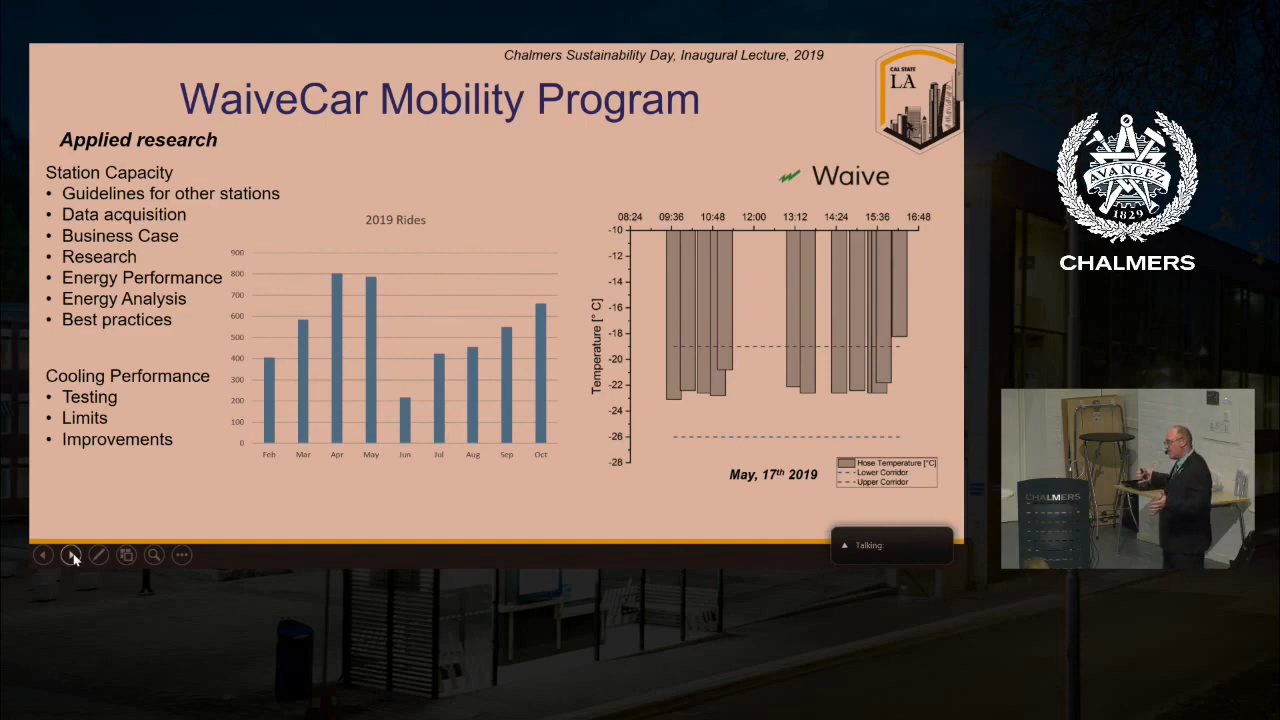 Chalmers Sustainability Day, Inaugural Lecture, 2019
WaiveCar Mobility Program
CAL STATE
LA
Applied research
Station Capacity
• Guidelines for other stations
• Data acquisition
• Business Case
• Research
• Energy Performance
• Energy Analysis
• Best practices
Cooling Performance
• Testing
• Limits
• Improvements
2019 Rides
900
800
700
600
500
400
300
200
100
0
Feb Mar Apr May Jun Jul Aug Sep Oct
Waive
08:24 09:36 10:48 12:00 13:12 14:24 15:36 16:48
Temperature [° C]
-10
-12
-14
-16
-18
-20
-22
-24
-26
-28
May, 17th 2019
Hose Temperature [°C]
Lower Corridor
Upper Corridor
Talking:
AVANCEZ
1829
CHALMERS
CHALMERS